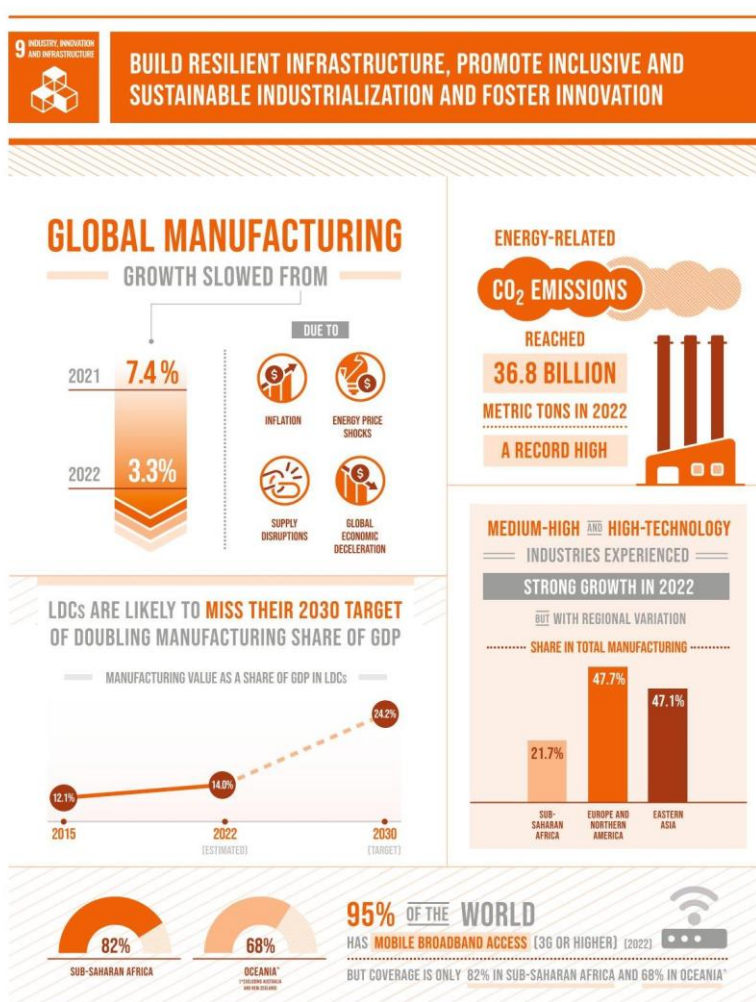 9 INDUSTRY, INNOVATION
AND INFRASTRUCTURE
BUILD RESILIENT INFRASTRUCTURE, PROMOTE INCLUSIVE AND
SUSTAINABLE INDUSTRIALIZATION AND FOSTER INNOVATION
GLOBAL MANUFACTURING
GROWTH SLOWED FROM
2021 7.4%
2022 3.3%
DUE TO
INFLATION
ENERGY PRICE
SHOCKS
SUPPLY
DISRUPTIONS
GLOBAL
ECONOMIC
DECELERATION
ENERGY-RELATED
CO2 EMISSIONS
REACHED
36.8 BILLION
METRIC TONS IN 2022
A RECORD HIGH
LDCs ARE LIKELY TO MISS THEIR 2030 TARGET
OF DOUBLING MANUFACTURING SHARE OF GDP
MANUFACTURING VALUE AS A SHARE OF GDP IN LDCs
12.1%
14.0%
24.2%
2015
2022
(ESTIMATED)
2030
(TARGET)
MEDIUM-HIGH AND HIGH-TECHNOLOGY
INDUSTRIES EXPERIENCED
STRONG GROWTH IN 2022
BUT WITH REGIONAL VARIATION
SHARE IN TOTAL MANUFACTURING
21.7%
47.7%
47.1%
SUB-
SAHARAN
AFRICA
EUROPE AND
NORTHERN
AMERICA
EASTERN
ASIA
82%
SUB-SAHARAN AFRICA
68%
OCEANIA*
(*EXCLUDING AUSTRALIA
AND NEW ZEALAND)
95% OF THE WORLD
HAS MOBILE BROADBAND ACCESS (3G OR HIGHER) (2022)
BUT COVERAGE IS ONLY 82% IN SUB-SAHARAN AFRICA AND 68% IN OCEANIA*